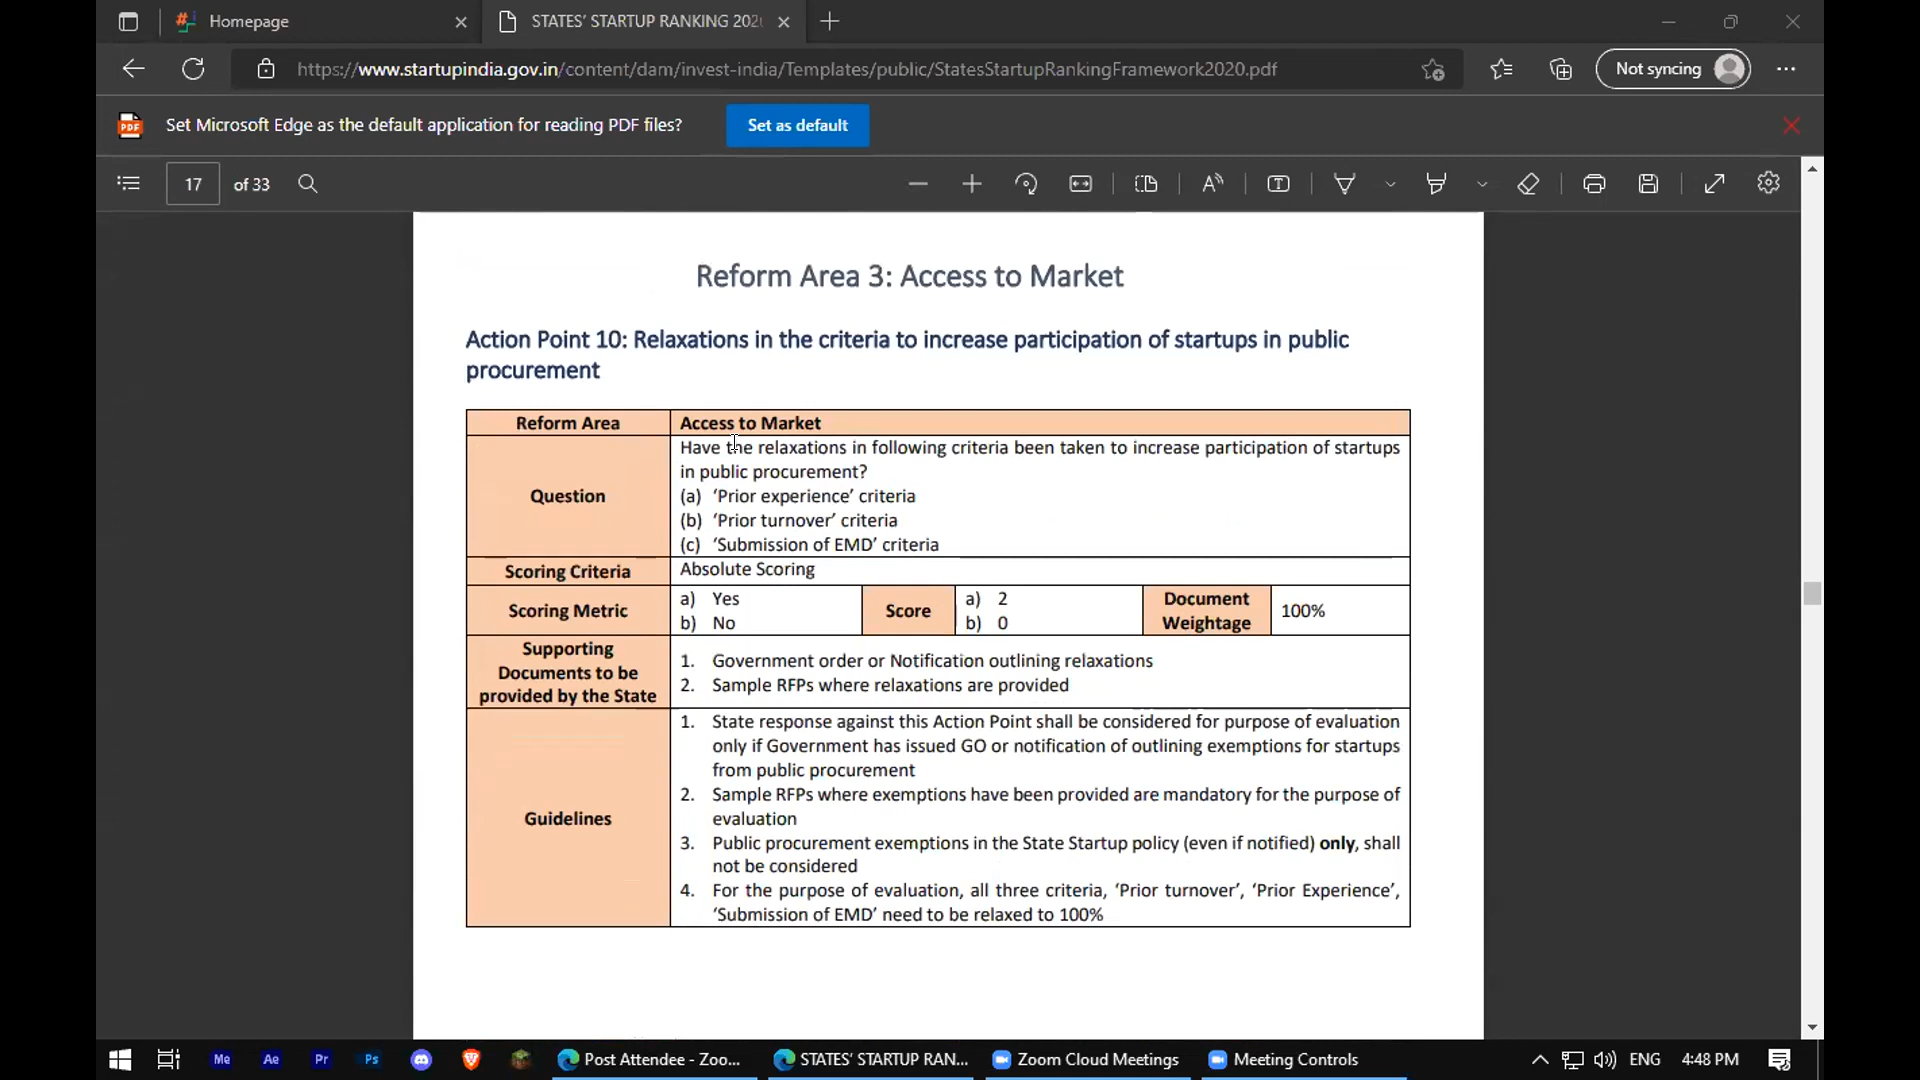 Homepage
STATES' STARTUP RANKING 202
https://www.startupindia.gov.in/content/dam/invest-india/Templates/public/StatesStartupRankingFramework2020.pdf
Not syncing
PDF
Set Microsoft Edge as the default application for reading PDF files?
Set as default
17 of 33
Reform Area 3: Access to Market
Action Point 10: Relaxations in the criteria to increase participation of startups in public
procurement
Reform Area
Access to Market
Question
Have the relaxations in following criteria been taken to increase participation of startups
in public procurement?
(a) 'Prior experience' criteria
(b) 'Prior turnover' criteria
(c) 'Submission of EMD' criteria
Scoring Criteria
Absolute Scoring
Scoring Metric
a) Yes
b) No
Score
a) 2
b) 0
Document
Weightage
100%
Supporting
Documents to be
provided by the State
1. Government order or Notification outlining relaxations
2. Sample RFPs where relaxations are provided
Guidelines
1. State response against this Action Point shall be considered for purpose of evaluation
only if Government has issued GO or notification of outlining exemptions for startups
from public procurement
2. Sample RFPs where exemptions have been provided are mandatory for the purpose of
evaluation
3. Public procurement exemptions in the State Startup policy (even if notified) only, shall
not be considered
4. For the purpose of evaluation, all three criteria, 'Prior turnover', 'Prior Experience',
'Submission of EMD' need to be relaxed to 100%
Me
Ae
Pr
Ps
Post Attendee - Zoo...
STATES' STARTUP RAN...
Zoom Cloud Meetings
Meeting Controls
ENG
4:48 PM